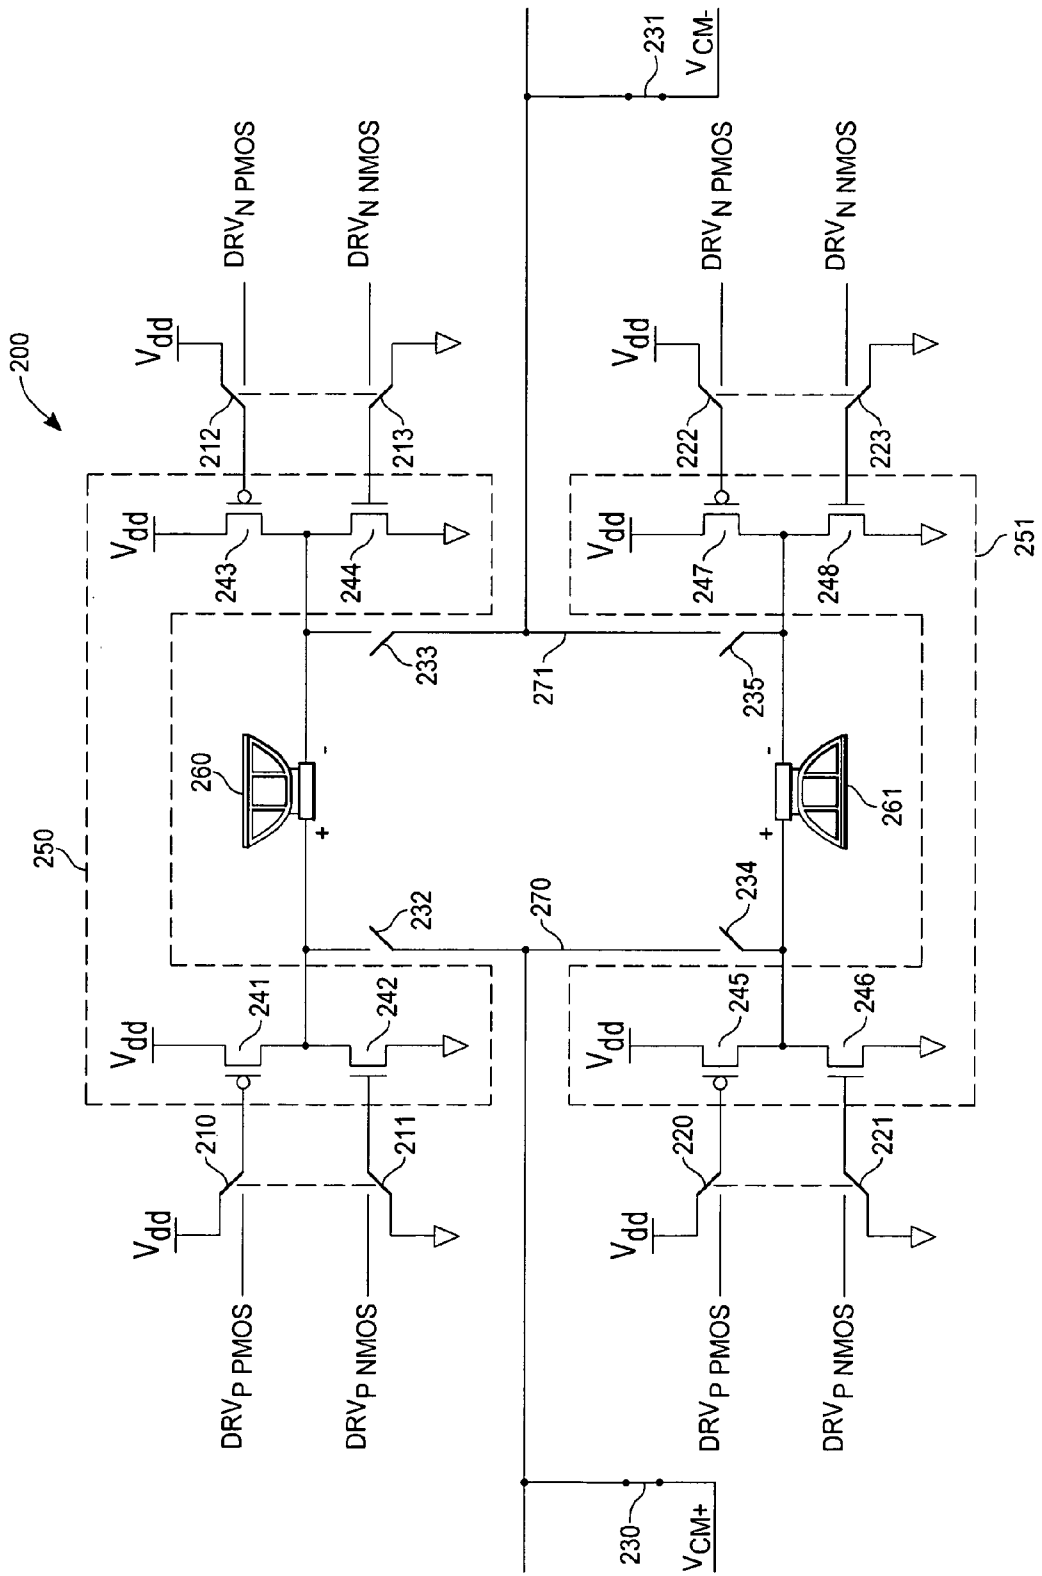 200
250
Vdd
Vdd
Vdd
Vdd
DRVP PMOS
210
241
260
243
212
DRVN PMOS
DRVP NMOS
211
242
232
+
-
233
244
213
DRVN NMOS
270
271
230
VCM+
231
VCM-
Vdd
Vdd
Vdd
Vdd
DRVP PMOS
220
245
234
+
-
235
247
222
DRVN PMOS
DRVP NMOS
221
246
261
248
223
DRVN NMOS
251